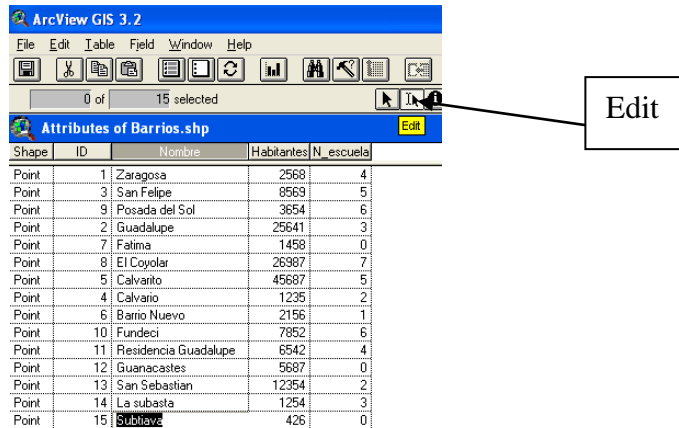 ArcView GIS 3.2
File Edit Table Field Window Help
0 of 15 selected
Edit
Attributes of Barrios.shp
Edit
Shape ID Nombre Habitantes N_escuela
Point 1 Zaragosa 2568 4
Point 3 San Felipe 8569 5
Point 9 Posada del Sol 3654 6
Point 2 Guadalupe 25641 3
Point 7 Fatima 1458 0
Point 8 El Coyolar 26987 7
Point 5 Calvarito 45687 5
Point 4 Calvario 1235 2
Point 6 Barrio Nuevo 2156 1
Point 10 Fundeci 7852 6
Point 11 Residencia Guadalupe 6542 4
Point 12 Guanacastes 5687 0
Point 13 San Sebastian 12354 2
Point 14 La subasta 1254 3
Point 15 Subtiava 426 0